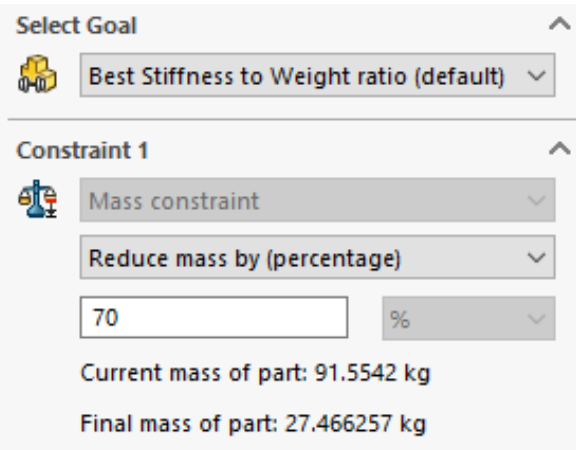 Select Goal
Best Stiffness to Weight ratio (default)
Constraint 1
Mass constraint
Reduce mass by (percentage)
70 %
Current mass of part: 91.5542 kg
Final mass of part: 27.466257 kg